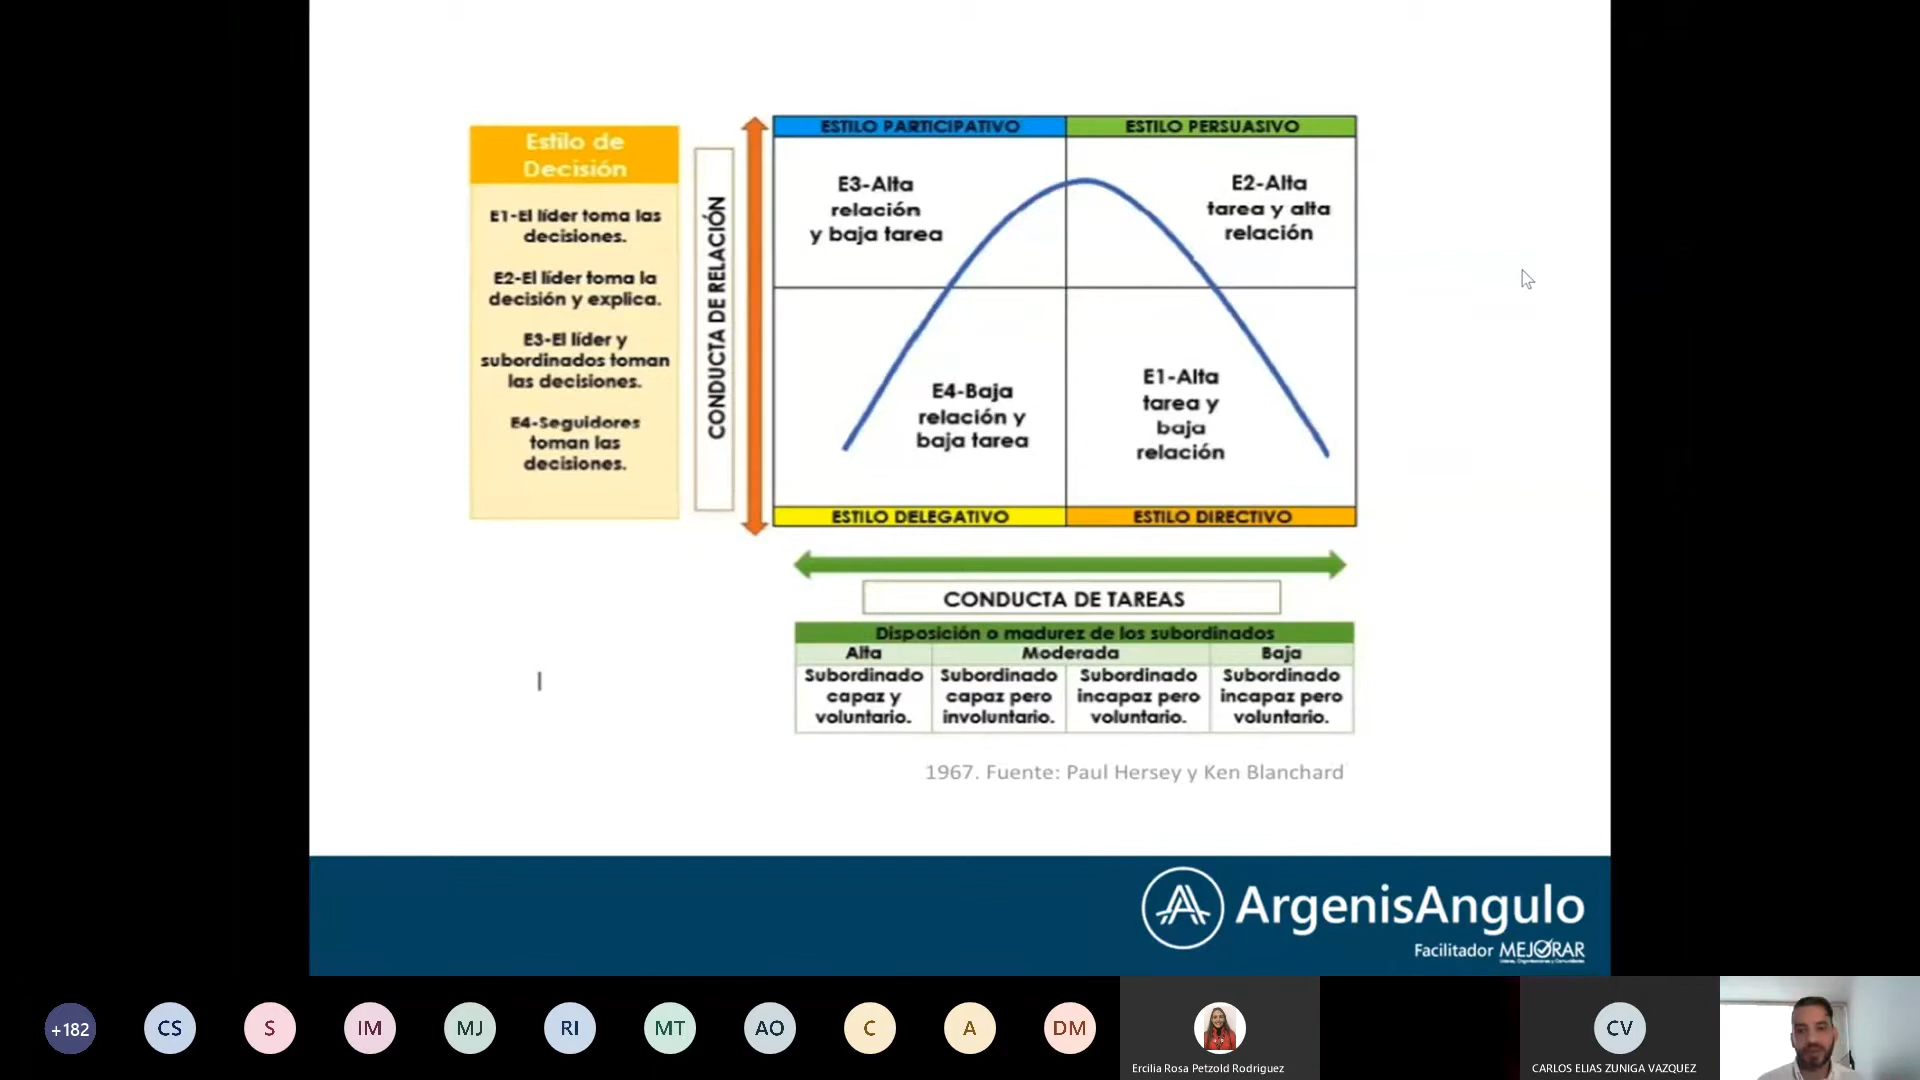 Estilo de
Decisión
E1-El líder toma las
decisiones.
E2-El líder toma la
decisión y explica.
E3-El líder y
subordinados toman
las decisiones.
E4-Seguidores
toman las
decisiones.
CONDUCTA DE RELACIÓN
ESTILO PARTICIPATIVO
ESTILO PERSUASIVO
E3-Alta
relación
y baja tarea
E2-Alta
tarea y alta
relación
E4-Baja
relación y
baja tarea
E1-Alta
tarea y
baja
relación
ESTILO DELEGATIVO
ESTILO DIRECTIVO
CONDUCTA DE TAREAS
Disposición o madurez de los subordinados
Alta
Moderada
Baja
Subordinado
capaz y
voluntario.
Subordinado
capaz pero
involuntario.
Subordinado
incapaz pero
voluntario.
Subordinado
incapaz pero
voluntario.
1967. Fuente: Paul Hersey y Ken Blanchard
ArgenisAngulo
Facilitador MEJORAR
+182
CS
S
IM
MJ
RI
MT
AO
C
A
DM
Ercilia Rosa Petzold Rodriguez
CV
CARLOS ELIAS ZUNIGA VAZQUEZ